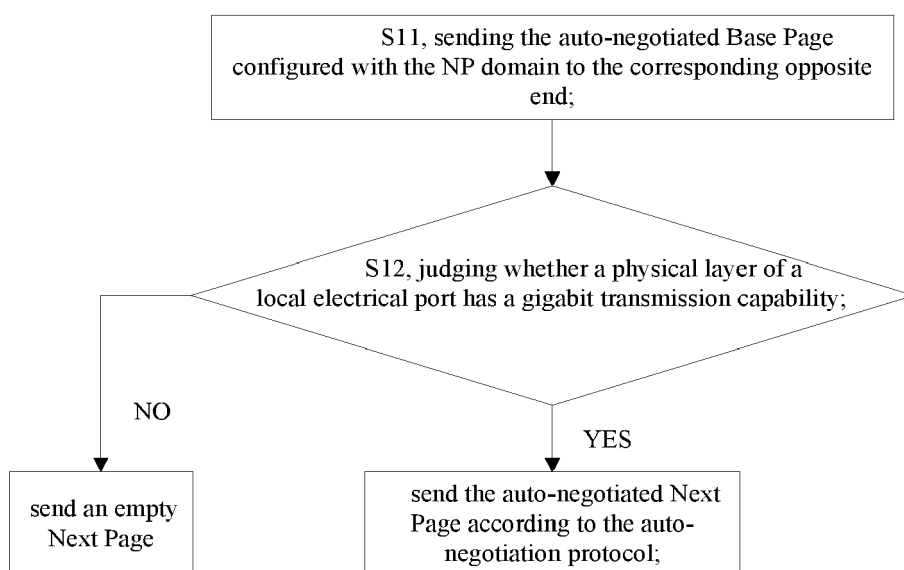 S11, sending the auto-negotiated Base Page
configured with the NP domain to the corresponding opposite
end;
S12, judging whether a physical layer of a
local electrical port has a gigabit transmission capability;
NO
YES
send an empty
Next Page
send the auto-negotiated Next
Page according to the auto-
negotiation protocol;